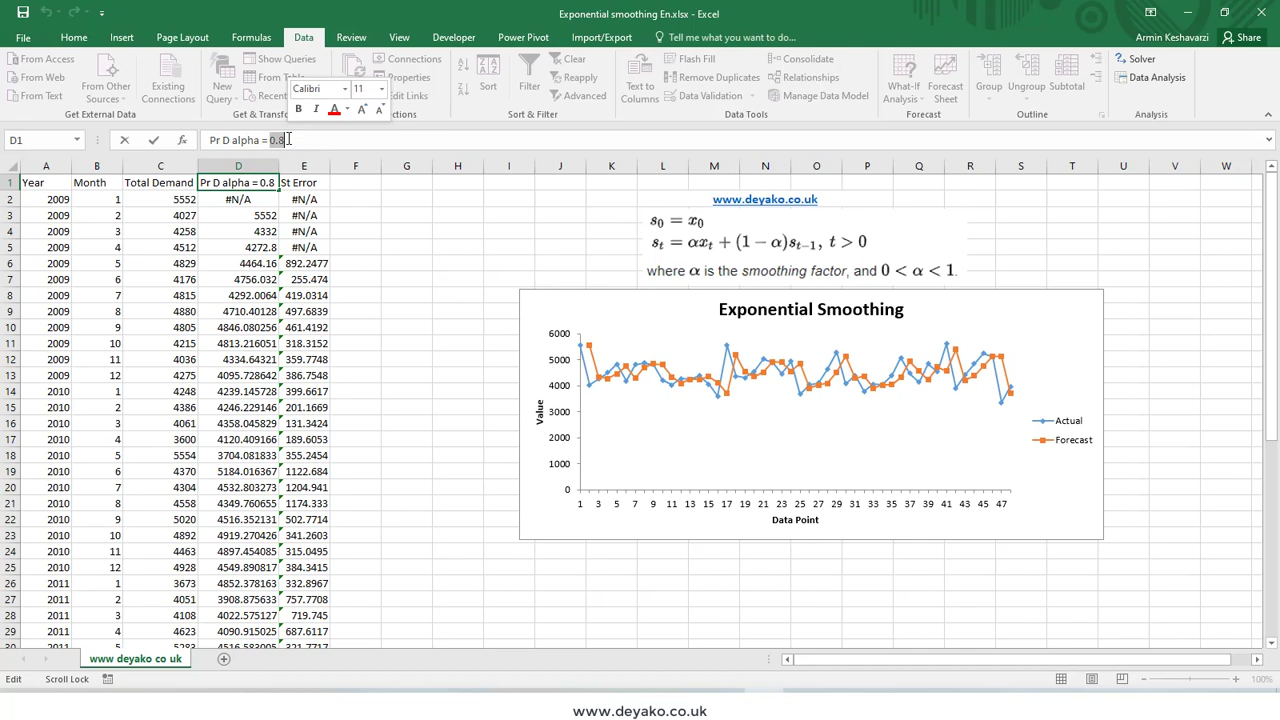 Exponential smoothing En.xlsx - Excel
File Home Insert Page Layout Formulas Data Review View Developer Power Pivot Import/Export Tell me what you want to do... Armin Keshavarzi Share
From Access
From Web
From Text
From Other Sources
Existing Connections
Get External Data
New Query
Show Queries
From Table
Recent
Get & Tr
Connections
Properties
Edit Links
ctions
Calibri 11
B I A A A
Sort
Filter
Clear
Reapply
Advanced
Sort & Filter
Text to Columns
Flash Fill
Remove Duplicates
Data Validation
Consolidate
Relationships
Manage Data Model
Data Tools
What-If Analysis
Forecast Sheet
Forecast
Group Ungroup Subtotal
Outline
Solver
Data Analysis
Analysis
D1 fx Pr D alpha = 0.8
A B C D E F G H I J K L M N O P Q R S T U V W
1 Year Month Total Demand Pr D alpha = 0.8 St Error
2 2009 1 5552 #N/A #N/A
3 2009 2 4027 5552 #N/A
4 2009 3 4258 4332 #N/A
5 2009 4 4512 4272.8 #N/A
6 2009 5 4829 4464.16 892.2477
7 2009 6 4176 4756.032 255.474
8 2009 7 4815 4292.0064 419.0314
9 2009 8 4880 4710.40128 497.6839
10 2009 9 4805 4846.080256 461.4192
11 2009 10 4215 4813.216051 318.3152
12 2009 11 4036 4334.64321 359.7748
13 2009 12 4275 4095.728642 386.7548
14 2010 1 4248 4239.145728 399.6617
15 2010 2 4386 4246.229146 201.1669
16 2010 3 4061 4358.045829 131.3424
17 2010 4 3600 4120.409166 189.6053
18 2010 5 5554 3704.081833 355.2454
19 2010 6 4370 5184.016367 1122.684
20 2010 7 4304 4532.803273 1204.941
21 2010 8 4558 4349.760655 1174.333
22 2010 9 5020 4516.352131 502.7714
23 2010 10 4892 4919.270426 341.2603
24 2010 11 4463 4897.454085 315.0495
25 2010 12 4928 4549.890817 384.3415
26 2011 1 3673 4852.378163 332.8967
27 2011 2 4051 3908.875633 757.7708
28 2011 3 4108 4022.575127 719.745
29 2011 4 4623 4090.915025 687.6117
30 2011 5 5283 4516.583005 321.7717
www.deyako.co.uk
s₀ = x₀
sₜ = αxₜ + (1 − α)sₜ₋₁, t > 0
where α is the smoothing factor, and 0 < α < 1.
Exponential Smoothing
6000
5000
4000
3000
2000
1000
0
Value
Actual
Forecast
1 3 5 7 9 11 13 15 17 19 21 23 25 27 29 31 33 35 37 39 41 43 45 47
Data Point
www deyako co uk
Edit Scroll Lock 100%
www.deyako.co.uk